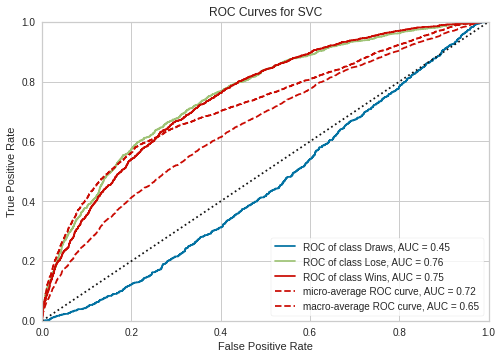 ROC Curves for SVC
True Positive Rate
1.0
0.8
0.6
0.4
0.2
0.0
ROC of class Draws, AUC = 0.45
ROC of class Lose, AUC = 0.76
ROC of class Wins, AUC = 0.75
micro-average ROC curve, AUC = 0.72
macro-average ROC curve, AUC = 0.65
0.0 0.2 0.4 0.6 0.8 1.0
False Positive Rate